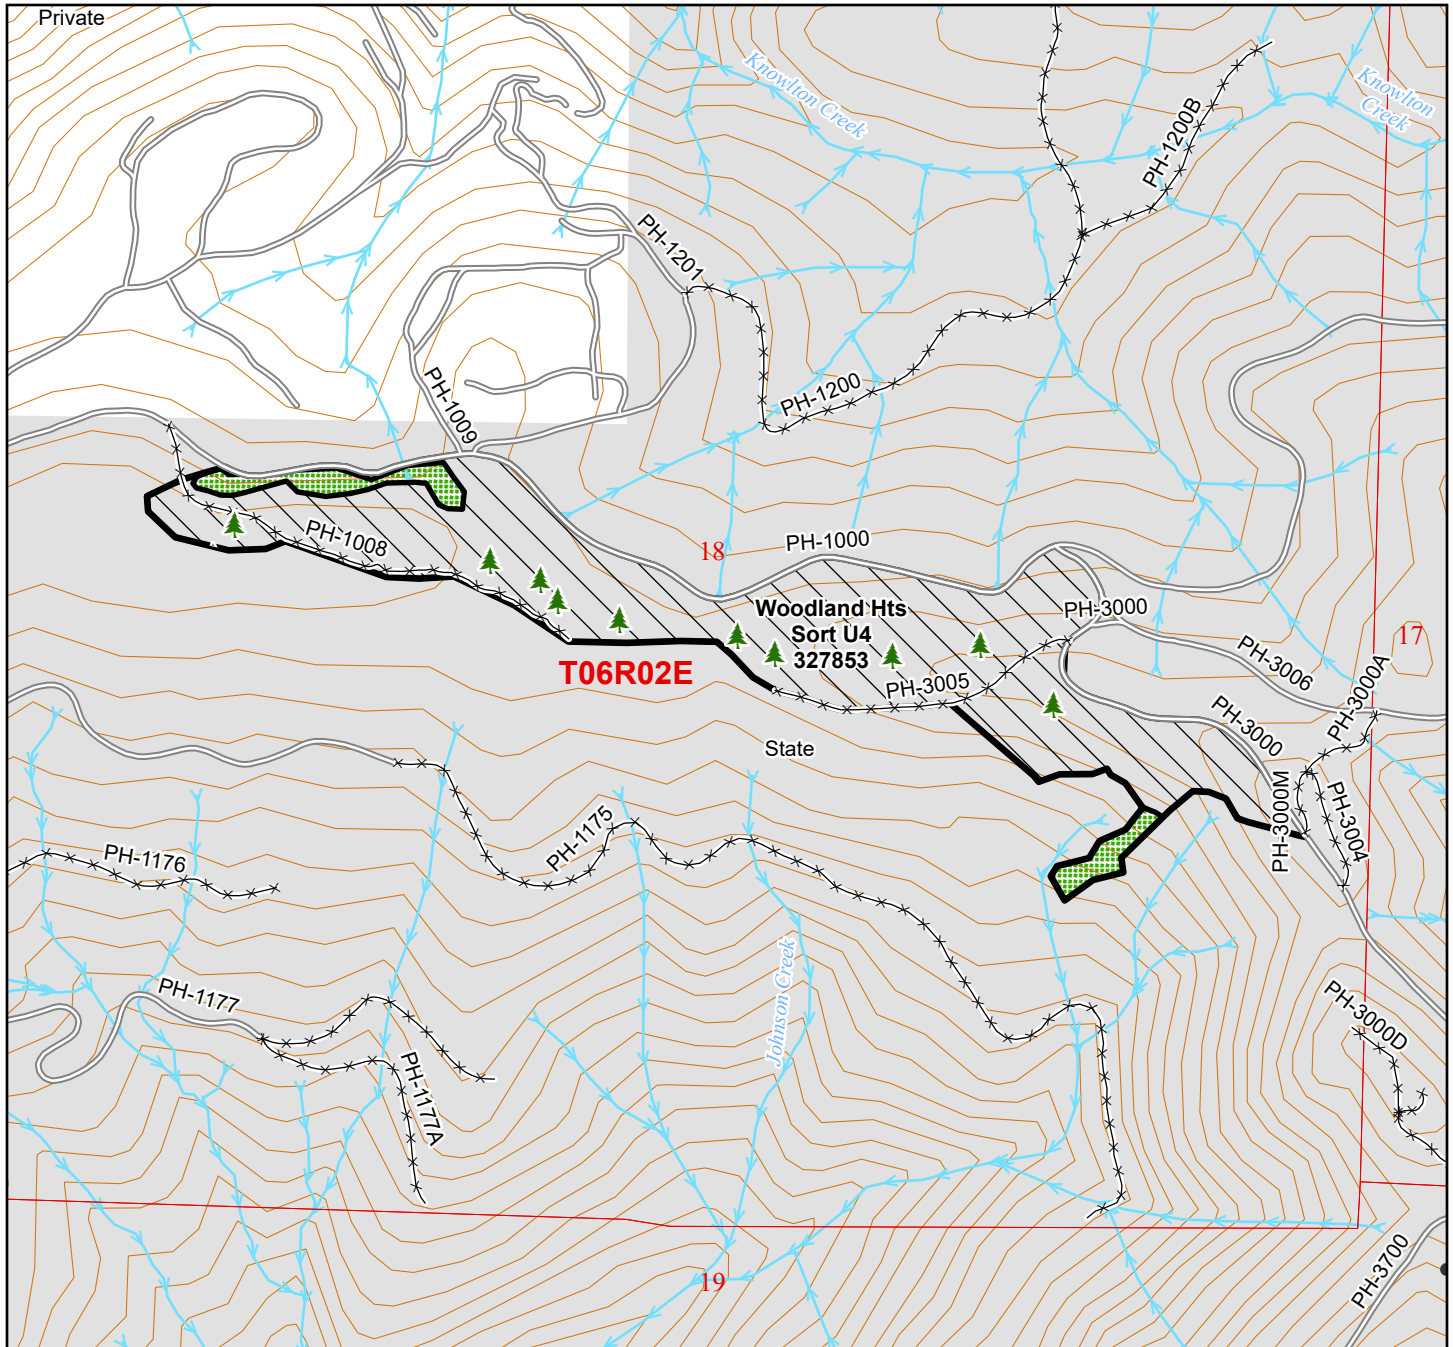 Private
Knowlton Creek
Knowlton
Creek
PH-1200B
PH-1201
PH-1200
PH-1009
PH-1008
18
PH-1000
Woodland Hts
Sort U4
327853
PH-3000
17
T06R02E
PH-3005
PH-3006
PH-3000A
PH-3000
State
PH-3000M
PH-3004
PH-1175
PH-1176
Johnson Creek
PH-1177
PH-3000D
PH-1177A
19
PH-3700